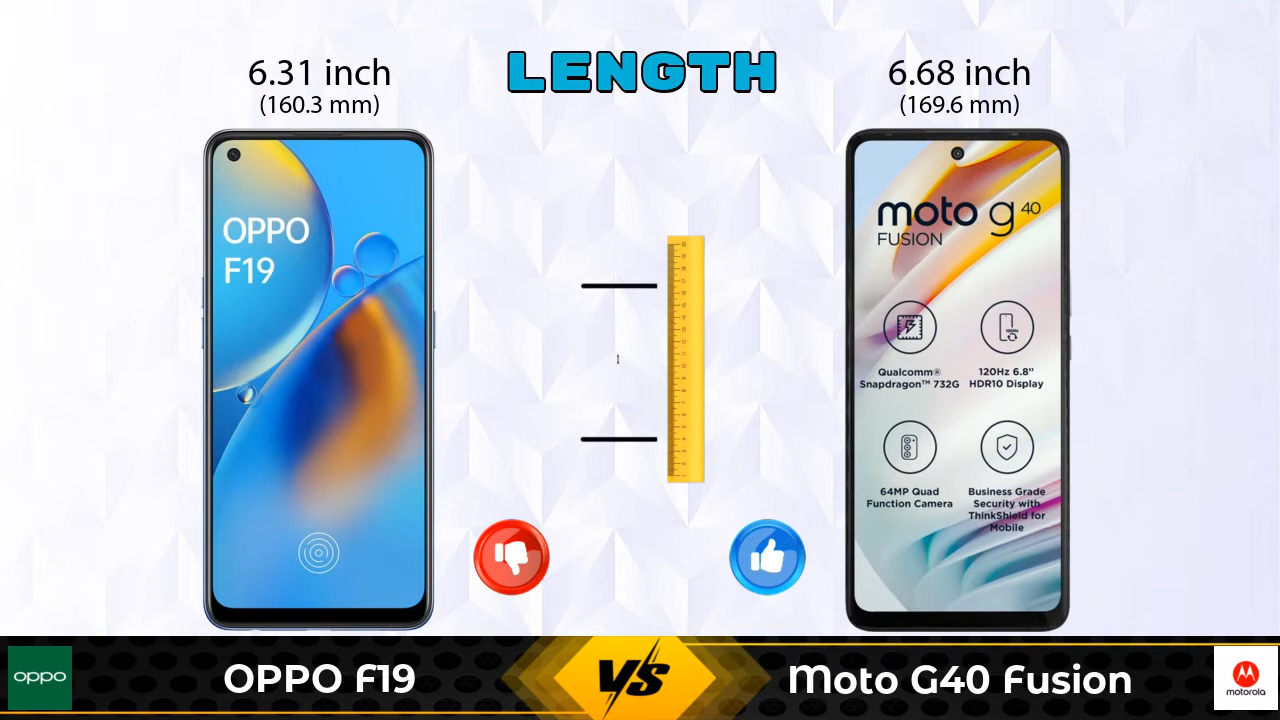 LENGTH
6.31 inch
(160.3 mm)
6.68 inch
(169.6 mm)
OPPO
F19
moto g 40
FUSION
Qualcomm®
Snapdragon™ 732G
120Hz 6.8”
HDR10 Display
64MP Quad
Function Camera
Business Grade
Security with
ThinkShield for
Mobile
oppo
OPPO F19
VS
Moto G40 Fusion
motorola